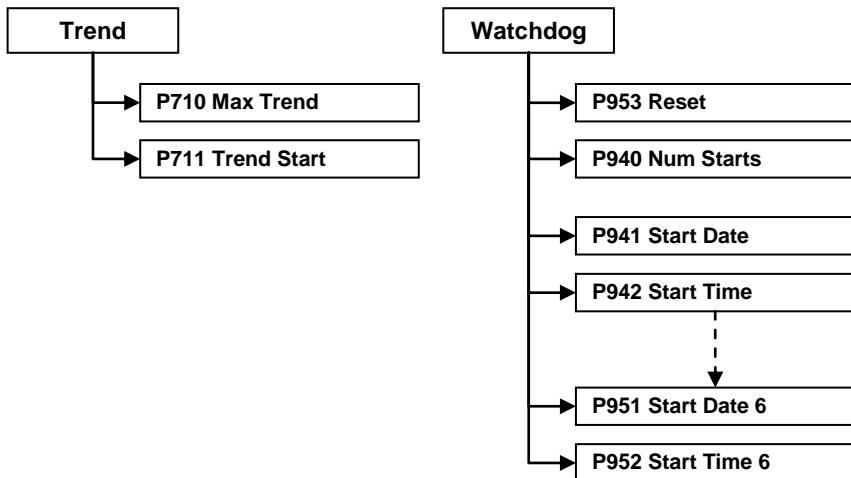 Trend
P710 Max Trend
P711 Trend Start
Watchdog
P953 Reset
P940 Num Starts
P941 Start Date
P942 Start Time
P951 Start Date 6
P952 Start Time 6